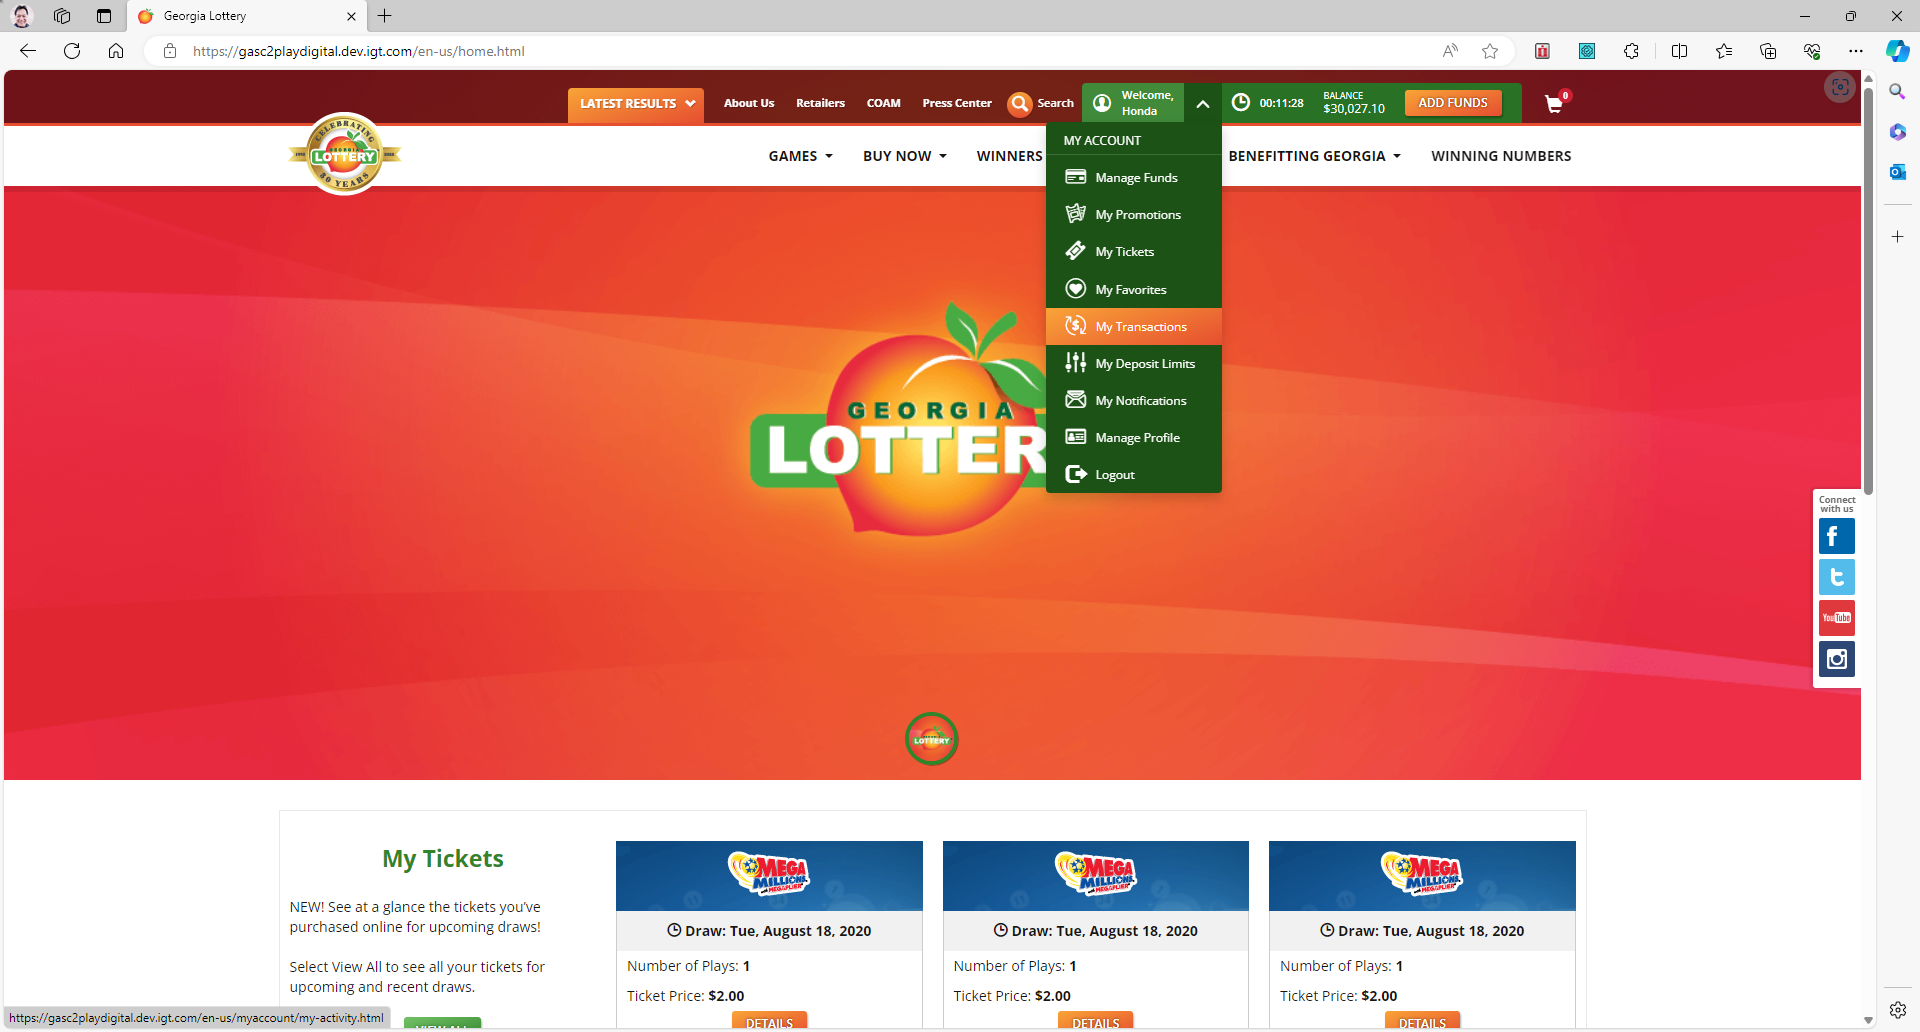 Georgia Lottery
https://gasc2playdigital.dev.igt.com/en-us/home.html
LATEST RESULTS
About Us
Retailers
COAM
Press Center
Search
Welcome,
Honda
00:11:28
BALANCE
$30,027.10
ADD FUNDS
0
CELEBRATING
GEORGIA
LOTTERY
30 YEARS
GAMES
BUY NOW
WINNERS
BENEFITTING GEORGIA
WINNING NUMBERS
MY ACCOUNT
Manage Funds
My Promotions
My Tickets
My Favorites
My Transactions
My Deposit Limits
My Notifications
Manage Profile
Logout
GEORGIA
LOTTER
Connect
with us
You Tube
LOTTERY
My Tickets
NEW! See at a glance the tickets you've
purchased online for upcoming draws!
Select View All to see all your tickets for
upcoming and recent draws.
VIEW ALL
MEGA
MILLIONS
MEGAPLIER
Draw: Tue, August 18, 2020
Number of Plays: 1
Ticket Price: $2.00
DETAILS
MEGA
MILLIONS
MEGAPLIER
Draw: Tue, August 18, 2020
Number of Plays: 1
Ticket Price: $2.00
DETAILS
MEGA
MILLIONS
MEGAPLIER
Draw: Tue, August 18, 2020
Number of Plays: 1
Ticket Price: $2.00
DETAILS
https://gasc2playdigital.dev.igt.com/en-us/myaccount/my-activity.html